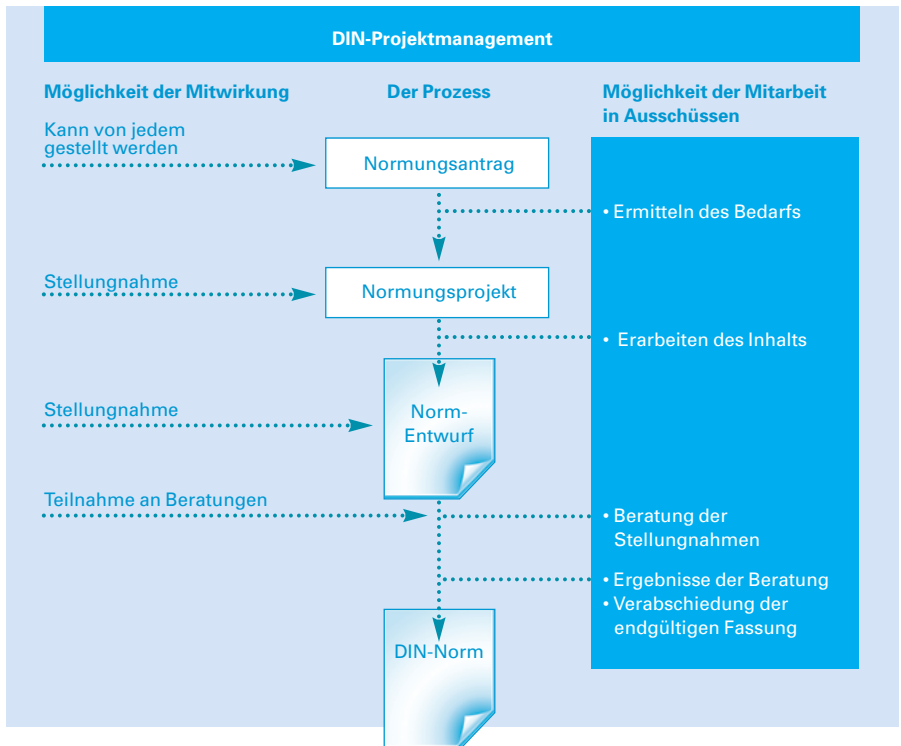 DIN-Projektmanagement
Möglichkeit der Mitwirkung
Der Prozess
Möglichkeit der Mitarbeit
in Ausschüssen
Kann von jedem
gestellt werden
Normungsantrag
• Ermitteln des Bedarfs
Stellungnahme
Normungsprojekt
• Erarbeiten des Inhalts
Stellungnahme
Norm-
Entwurf
Teilnahme an Beratungen
• Beratung der
Stellungnahmen
• Ergebnisse der Beratung
• Verabschiedung der
endgültigen Fassung
DIN-Norm